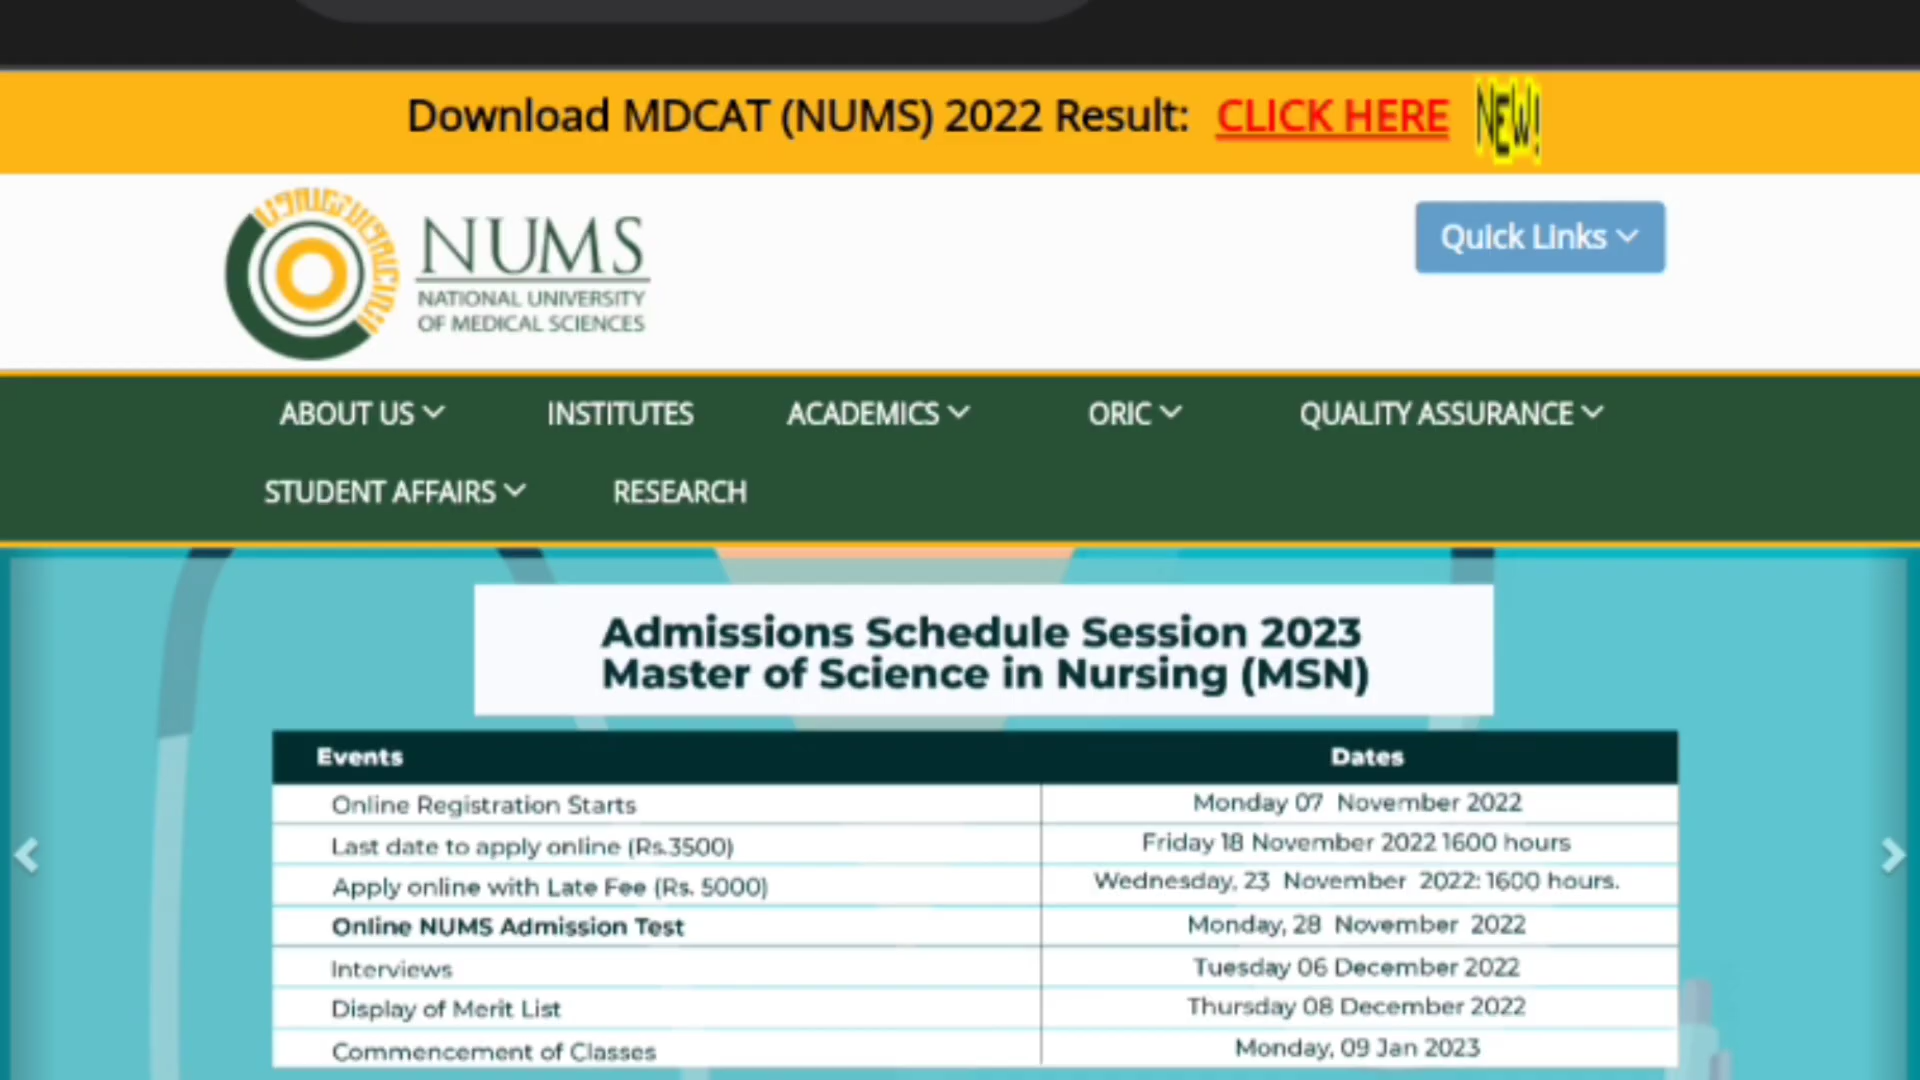 Download MDCAT (NUMS) 2022 Result: CLICK HERE NEW!
NUMS
NATIONAL UNIVERSITY
OF MEDICAL SCIENCES
Quick Links
ABOUT US INSTITUTES ACADEMICS ORIC QUALITY ASSURANCE
STUDENT AFFAIRS RESEARCH
Admissions Schedule Session 2023
Master of Science in Nursing (MSN)
Events Dates
Online Registration Starts Monday 07 November 2022
Last date to apply online (Rs.3500) Friday 18 November 2022 1600 hours
Apply online with Late Fee (Rs. 5000) Wednesday, 23 November 2022: 1600 hours.
Online NUMS Admission Test Monday, 28 November 2022
Interviews Tuesday 06 December 2022
Display of Merit List Thursday 08 December 2022
Commencement of Classes Monday, 09 Jan 2023